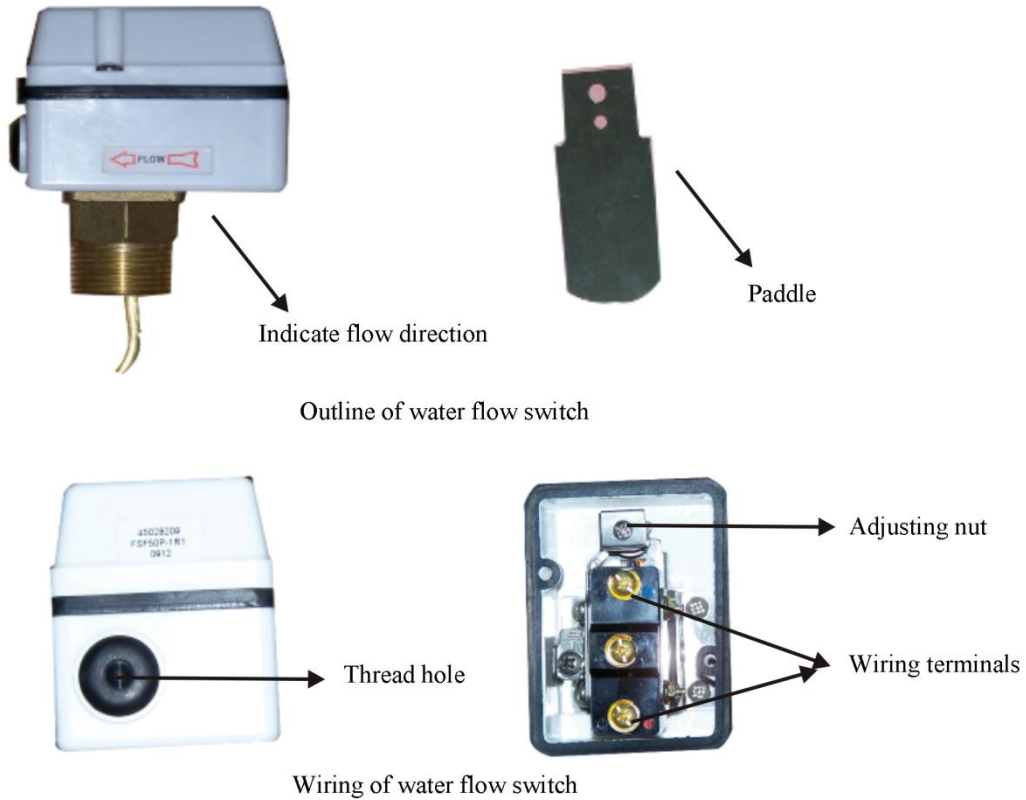 FLOW
Indicate flow direction
Paddle
Outline of water flow switch
45028209
FSF50P-1R1
0912
Thread hole
Adjusting nut
Wiring terminals
Wiring of water flow switch